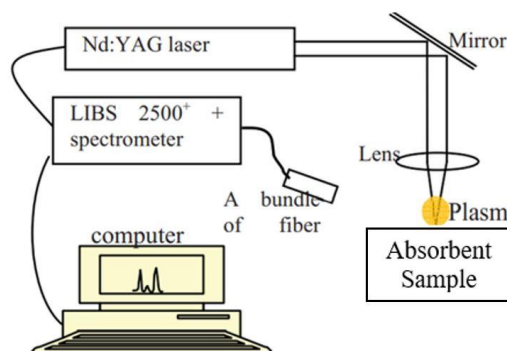 Nd:YAG laser
Mirror
LIBS 2500⁺ +
spectrometer
Lens
A bundle
of fiber
Plasm
computer
Absorbent
Sample